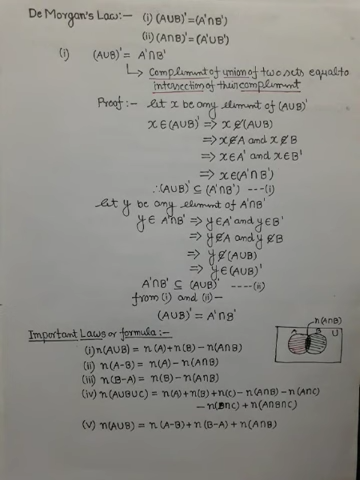 De Morgan's Law:- (i) (A∪B)' = (A'∩B')
(ii) (A∩B)' = (A'∪B')
(i) (A∪B)' = A'∩B'
↳ Compliment of union of two sets equal to
intersection of their compliment
Proof:- let x be any element of (A∪B)'
x∈(A∪B)' ⇒ x∉(A∪B)
⇒ x∉A and x∉B
⇒ x∈A' and x∈B'
⇒ x∈(A'∩B')
∴(A∪B)' ⊆ (A'∩B') ---(i)
let y be any element of A'∩B'
y∈ A'∩B' ⇒ y∈A' and y∈B'
⇒ y∉A and y∉B
⇒ y∉(A∪B)
⇒ y∈(A∪B)'
A'∩B' ⊆ (A∪B)' ----(ii)
from (i) and (ii)-
(A∪B)' = A'∩B'
n(A∩B)
A B U
Important Laws or formula:-
(i) n(A∪B) = n(A)+n(B)-n(A∩B)
(ii) n(A-B) = n(A)-n(A∩B)
(iii) n(B-A) = n(B)-n(A∩B)
(iv) n(A∪B∪C) = n(A)+n(B)+n(C)-n(A∩B)-n(A∩C)
-n(B∩C)+n(A∩B∩C)
(v) n(A∪B) = n(A-B)+n(B-A)+n(A∩B)